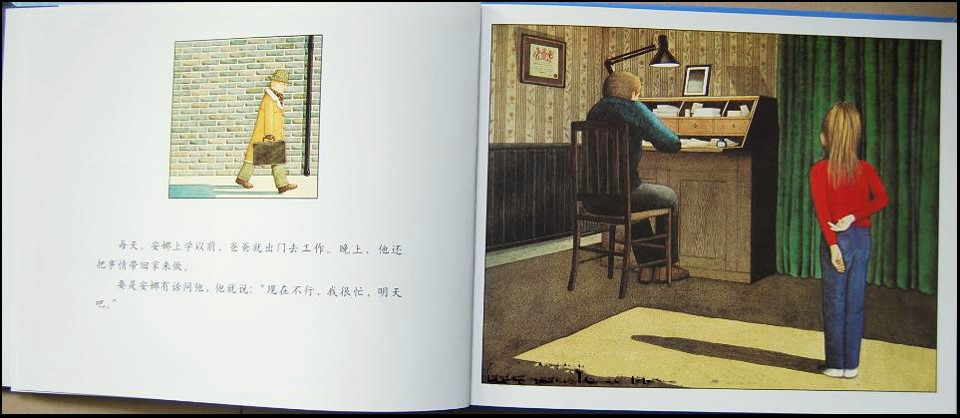 每天，安娜上学以前，爸爸就出门去工作。晚上，他还
把事情带回家来做。
要是安娜有话问他，他就说：“现在不行，我很忙，明天
吧。”